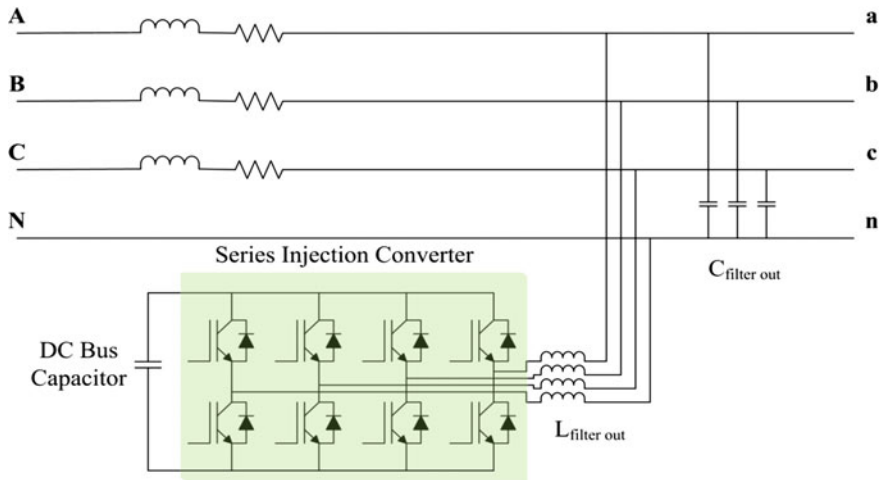 A
a
B
b
C
c
N
n
Series Injection Converter
C filter out
DC Bus
Capacitor
L filter out